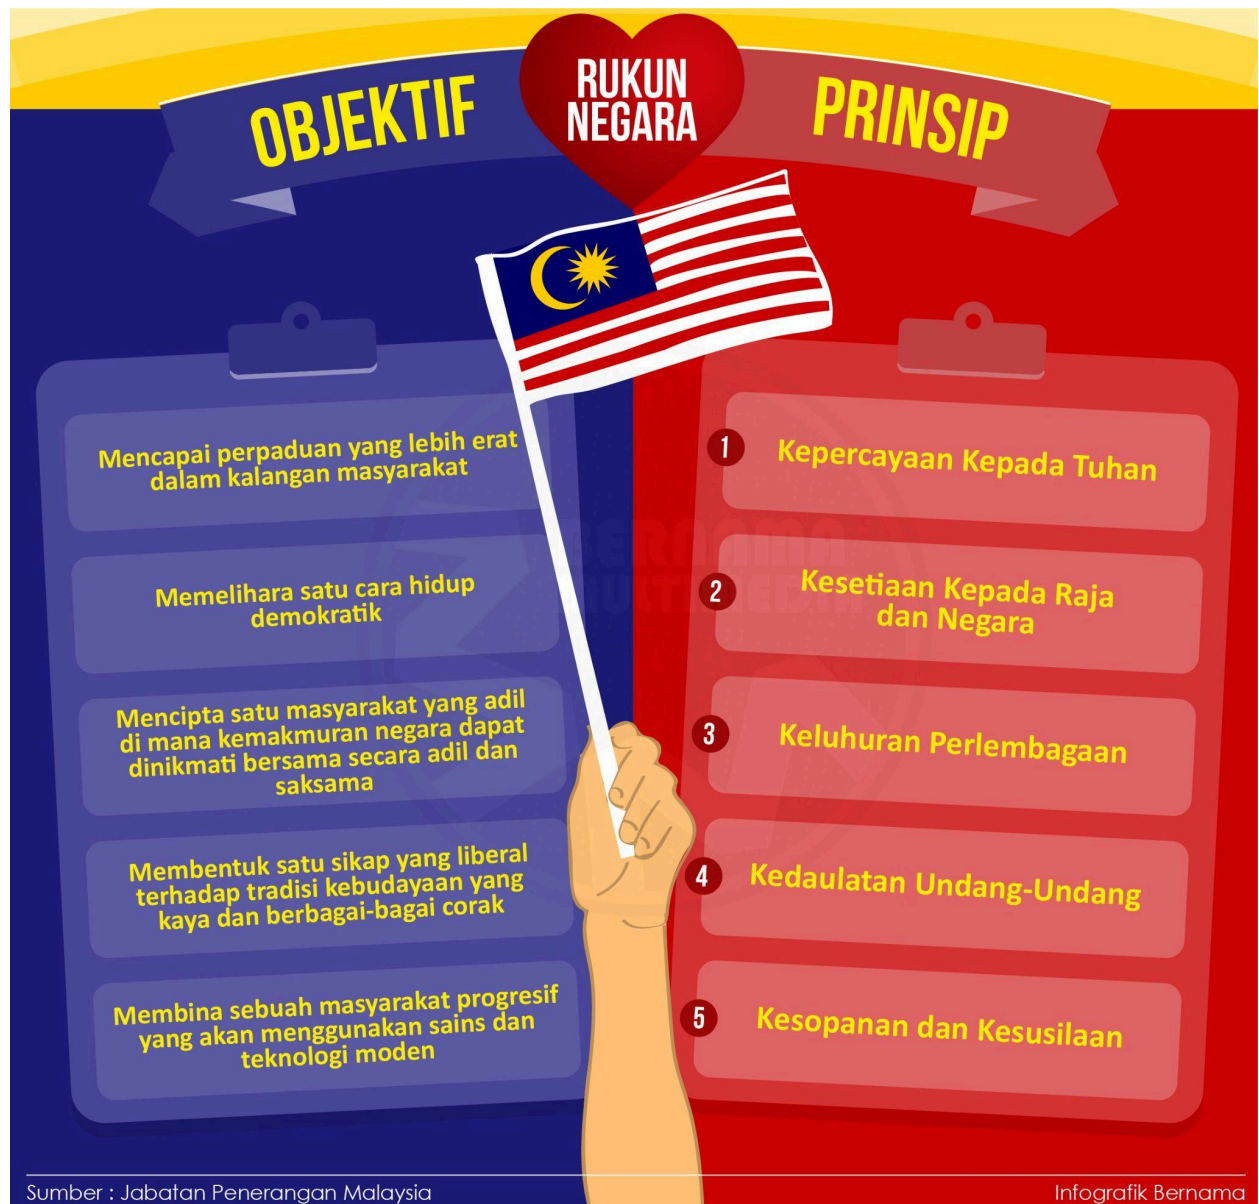 OBJEKTIF
RUKUN
NEGARA
PRINSIP
Mencapai perpaduan yang lebih erat
dalam kalangan masyarakat
Memelihara satu cara hidup
demokratik
Mencipta satu masyarakat yang adil
di mana kemakmuran negara dapat
dinikmati bersama secara adil dan
saksama
Membentuk satu sikap yang liberal
terhadap tradisi kebudayaan yang
kaya dan berbagai-bagai corak
Membina sebuah masyarakat progresif
yang akan menggunakan sains dan
teknologi moden
1 Kepercayaan Kepada Tuhan
2 Kesetiaan Kepada Raja
dan Negara
3 Keluhuran Perlembagaan
4 Kedaulatan Undang-Undang
5 Kesopanan dan Kesusilaan
BERNAMA
MULTIMEDIA
Sumber : Jabatan Penerangan Malaysia
Infografik Bernama